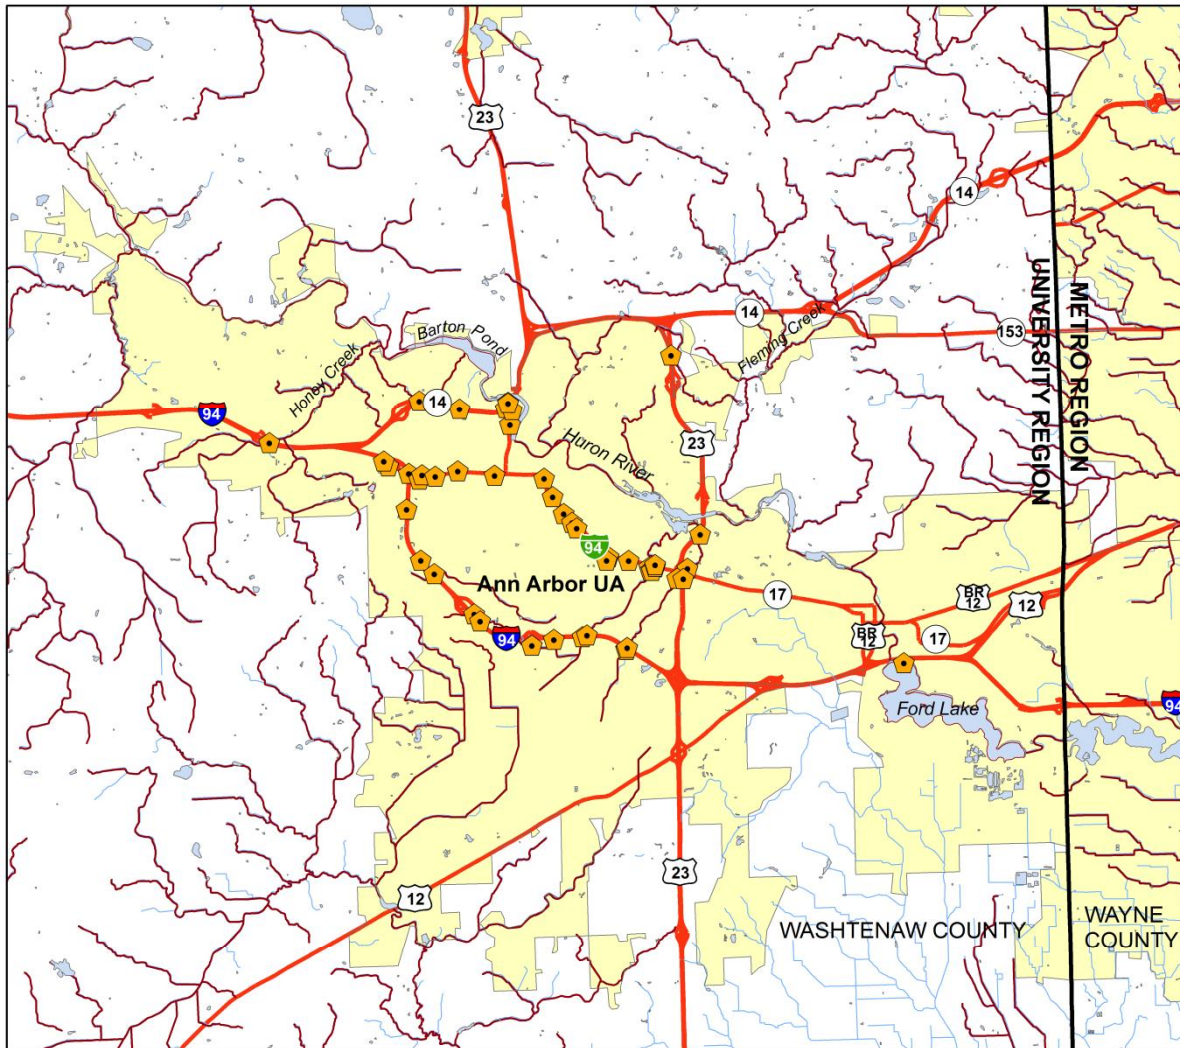 23
14
14
153
UNIVERSITY REGION
METRO REGION
Barton Pond
Honey Creek
Fleming Creek
94
14
Huron River
23
94
Ann Arbor UA
17
BR
12
12
BR
12
17
94
Ford Lake
94
12
23
WASHTENAW COUNTY
WAYNE
COUNTY